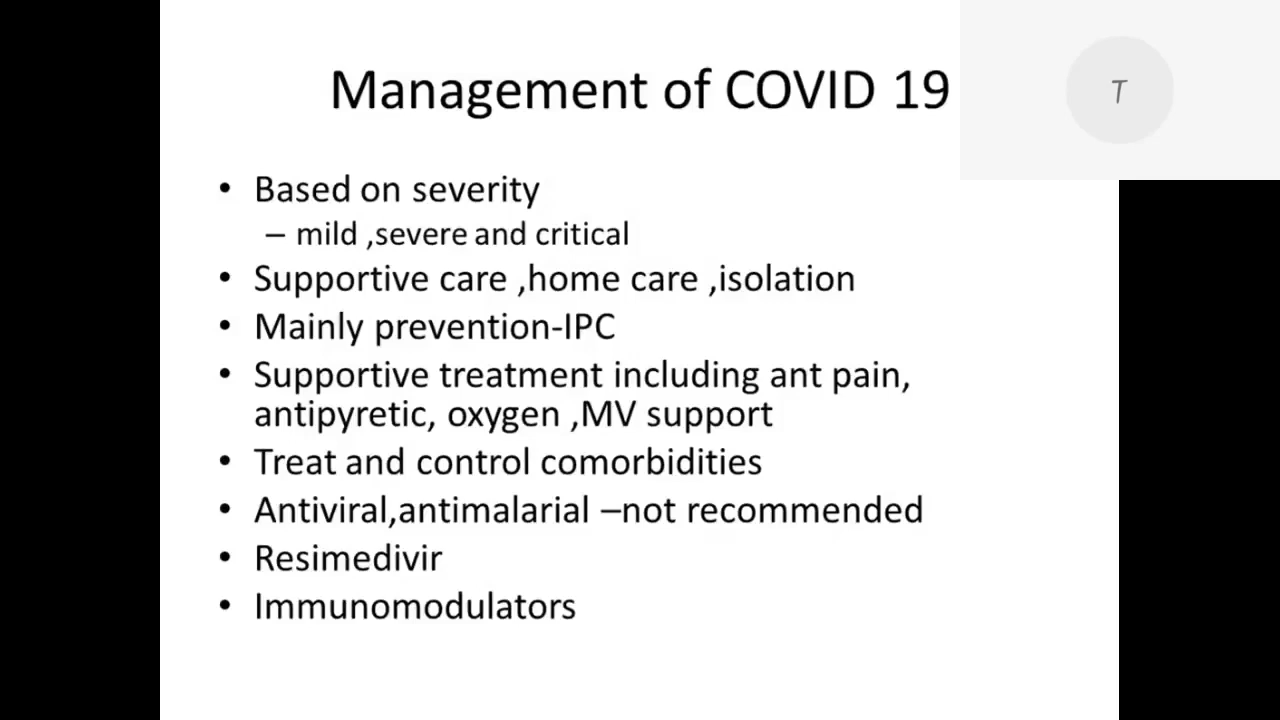 Management of COVID 19
T
• Based on severity
– mild ,severe and critical
• Supportive care ,home care ,isolation
• Mainly prevention-IPC
• Supportive treatment including ant pain,
antipyretic, oxygen ,MV support
• Treat and control comorbidities
• Antiviral,antimalarial –not recommended
• Resimedivir
• Immunomodulators